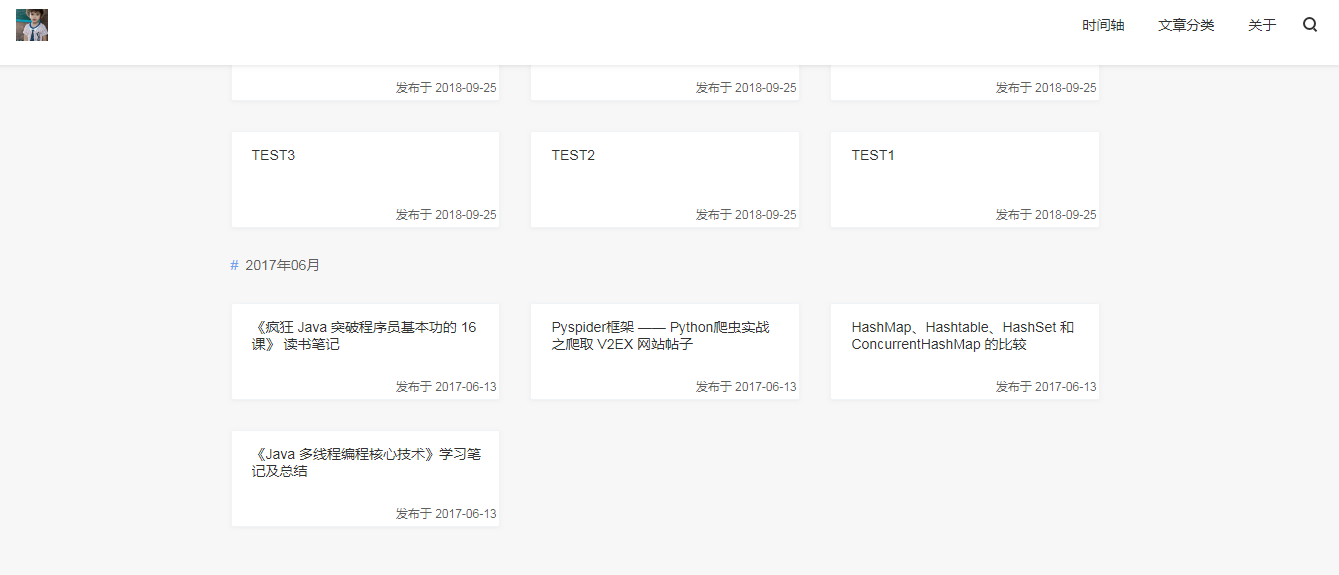 时间轴 文章分类 关于
发布于 2018-09-25 发布于 2018-09-25 发布于 2018-09-25
TEST3 TEST2 TEST1
发布于 2018-09-25 发布于 2018-09-25 发布于 2018-09-25
# 2017年06月
《疯狂 Java 突破程序员基本功的 16
课》 读书笔记
发布于 2017-06-13
Pyspider框架 —— Python爬虫实战
之爬取 V2EX 网站帖子
发布于 2017-06-13
HashMap、Hashtable、HashSet 和
ConcurrentHashMap 的比较
发布于 2017-06-13
《Java 多线程编程核心技术》学习笔
记及总结
发布于 2017-06-13